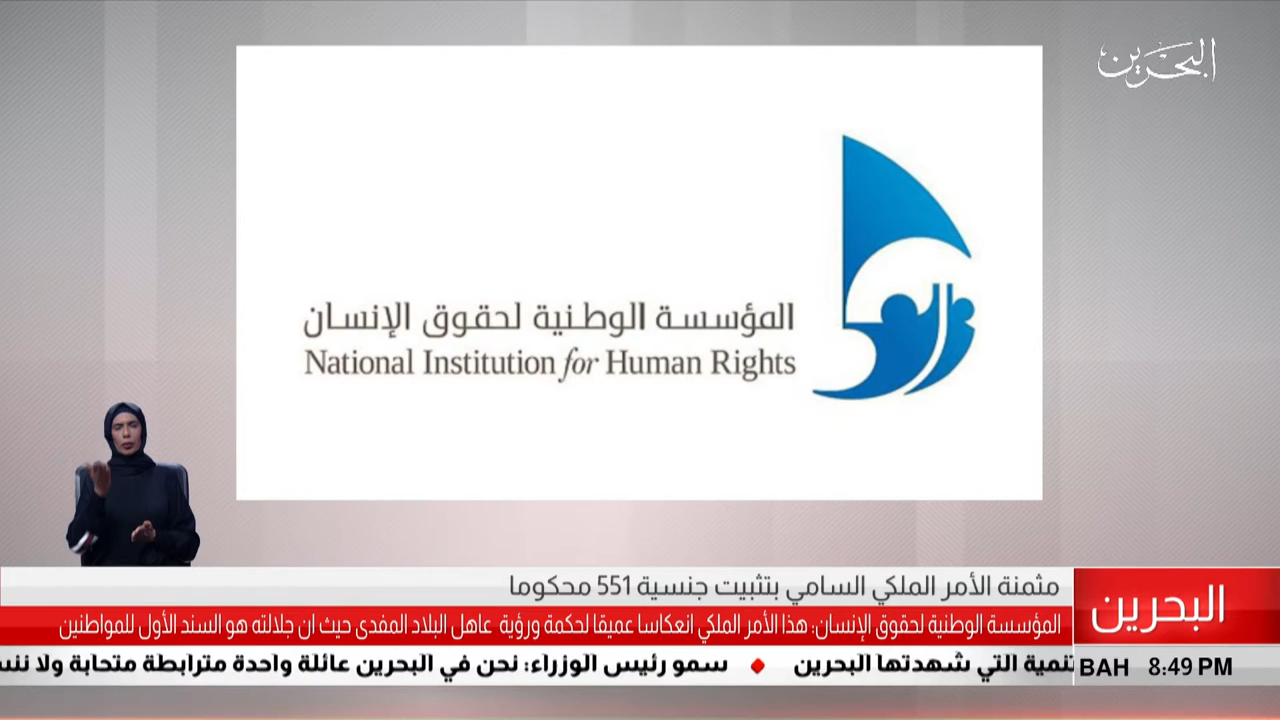 البحرين
المؤسسة الوطنية لحقوق الإنسان
National Institution for Human Rights
مثمنة الأمر الملكي السامي بتثبيت جنسية 551 محكوما
البحرين
المؤسسة الوطنية لحقوق الإنسان: هذا الأمر الملكي انعكاسا عميقا لحكمة ورؤية عاهل البلاد المفدى حيث ان جلالته هو السند الأول للمواطنين
التي شهدتها البحرين ♦ سمو رئيس الوزراء: نحن في البحرين عائلة واحدة مترابطة متحابة ولا
BAH 8:49 PM